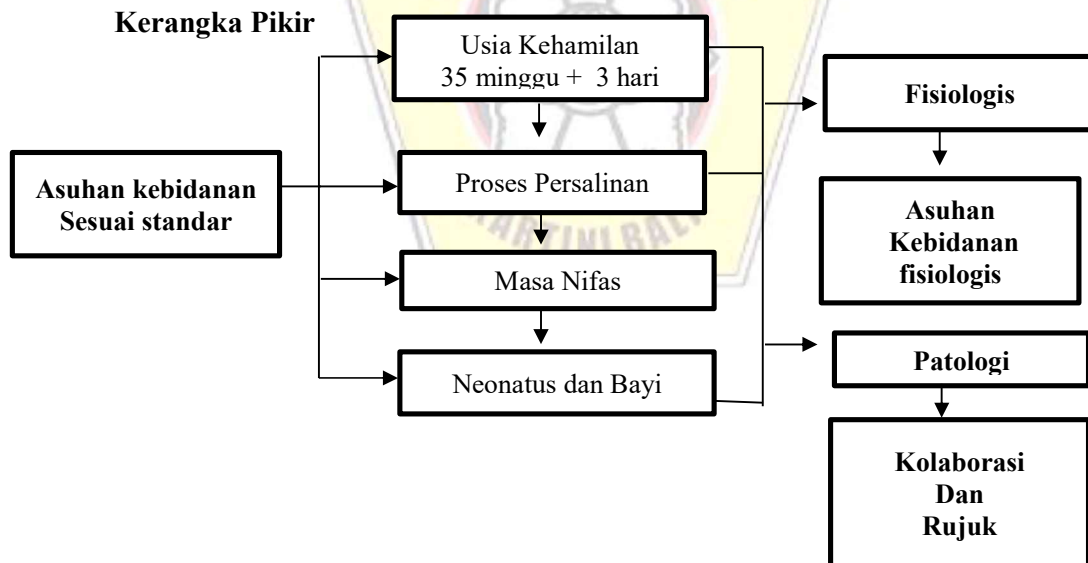 Kerangka Pikir
Usia Kehamilan
35 minggu + 3 hari
Fisiologis
Asuhan kebidanan
Sesuai standar
Proses Persalinan
Asuhan
Kebidanan
fisiologis
Masa Nifas
Neonatus dan Bayi
Patologi
Kolaborasi
Dan
Rujuk